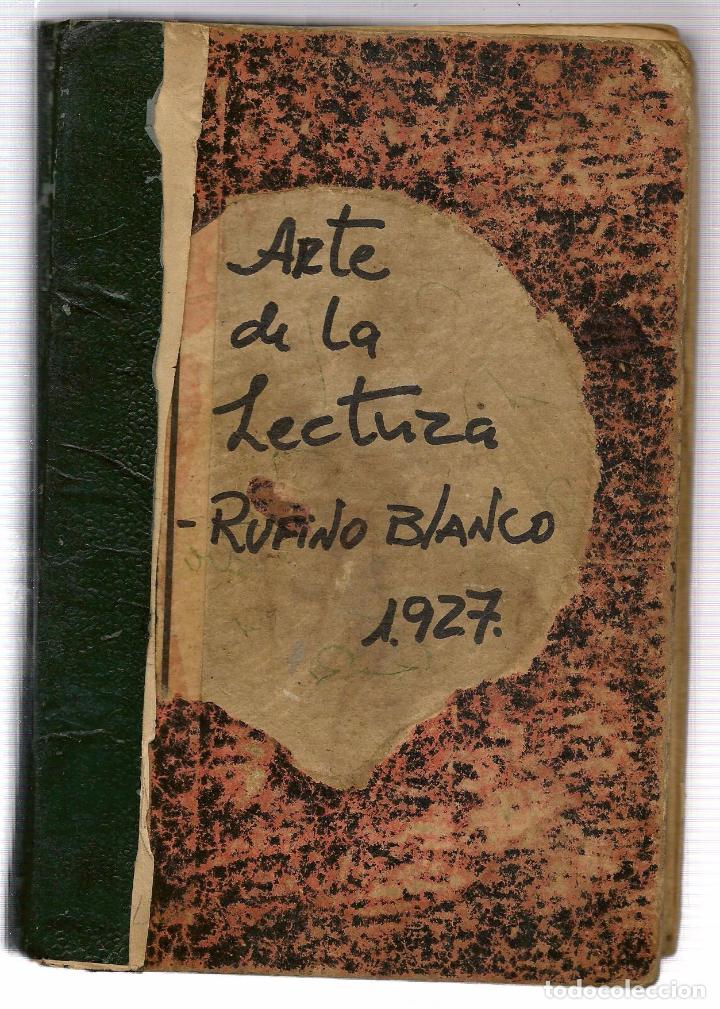 Arte
de la
Lectura
- RUFINO BlANCO
1.927.
todocoleccion